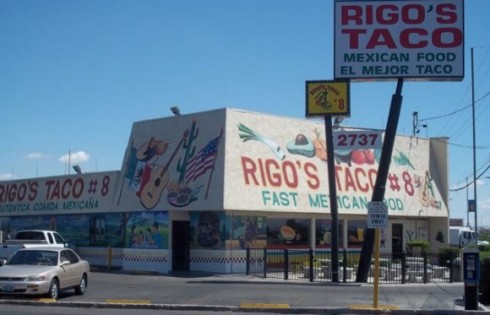 RIGO'S
TACO
MEXICAN FOOD
EL MEJOR TACO
#8
2737
RIGO'S TACO #8
FAST MEXICAN FOOD
RIGO'S TACO #8
AUTENTICA COMIDA MEXICANA